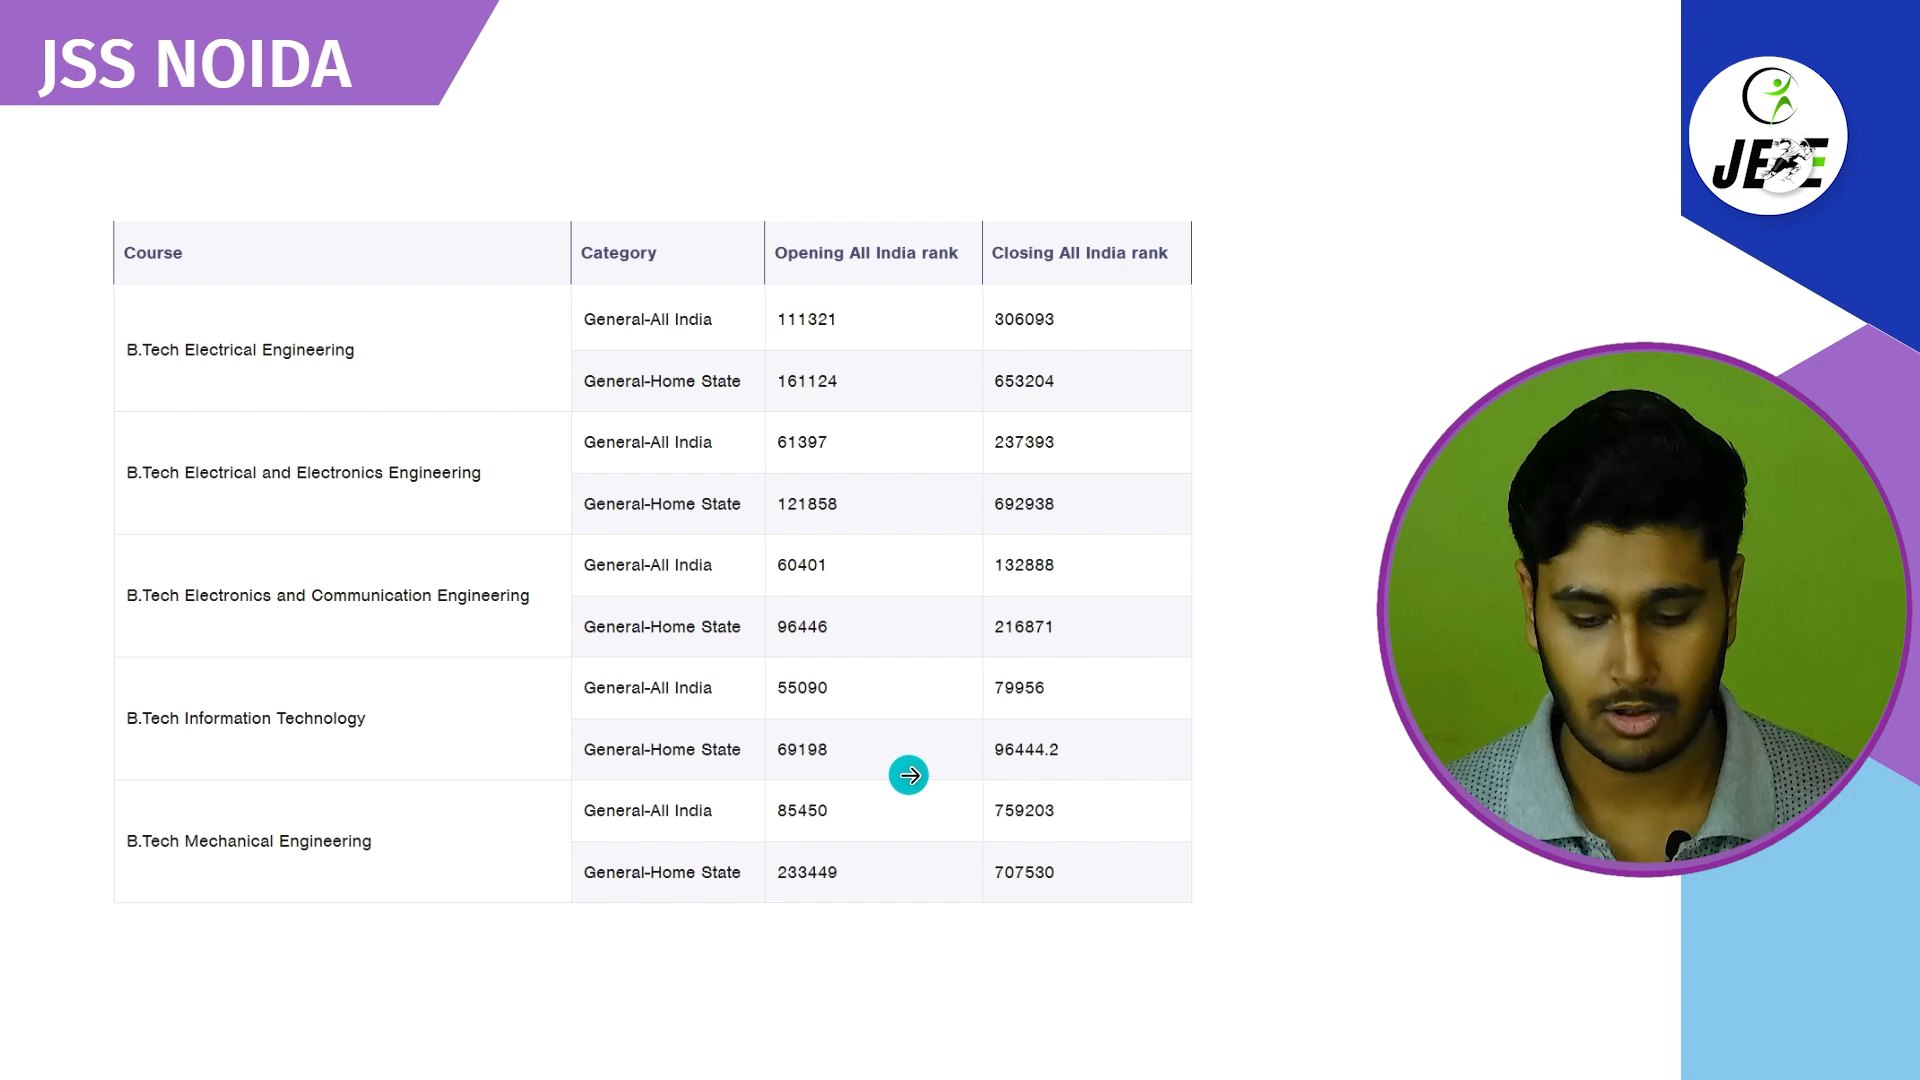 JSS NOIDA
Course Category Opening All India rank Closing All India rank
B.Tech Electrical Engineering
General-All India 111321 306093
General-Home State 161124 653204
B.Tech Electrical and Electronics Engineering
General-All India 61397 237393
General-Home State 121858 692938
B.Tech Electronics and Communication Engineering
General-All India 60401 132888
General-Home State 96446 216871
B.Tech Information Technology
General-All India 55090 79956
General-Home State 69198 96444.2
B.Tech Mechanical Engineering
General-All India 85450 759203
General-Home State 233449 707530